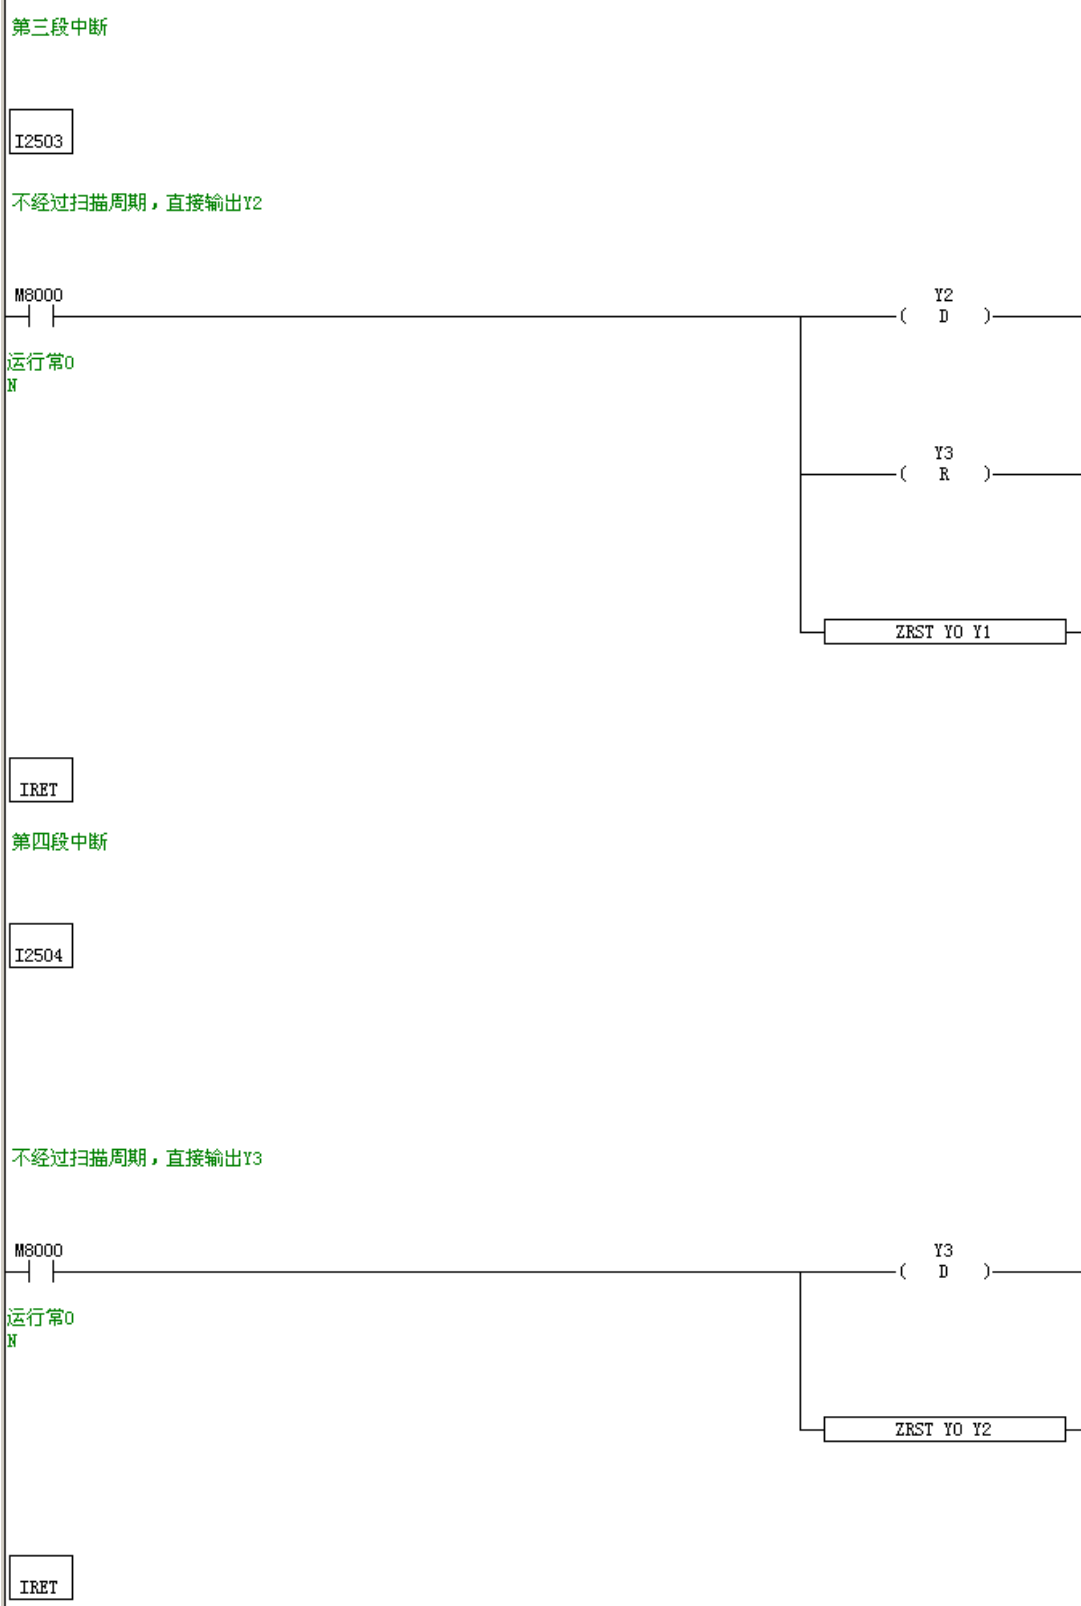 第三段中断
I2503
不经过扫描周期，直接输出Y2
M8000
Y2
( D )
运行常O
N
Y3
( R )
ZRST Y0 Y1
IRET
第四段中断
I2504
不经过扫描周期，直接输出Y3
M8000
Y3
( D )
运行常O
N
ZRST Y0 Y2
IRET